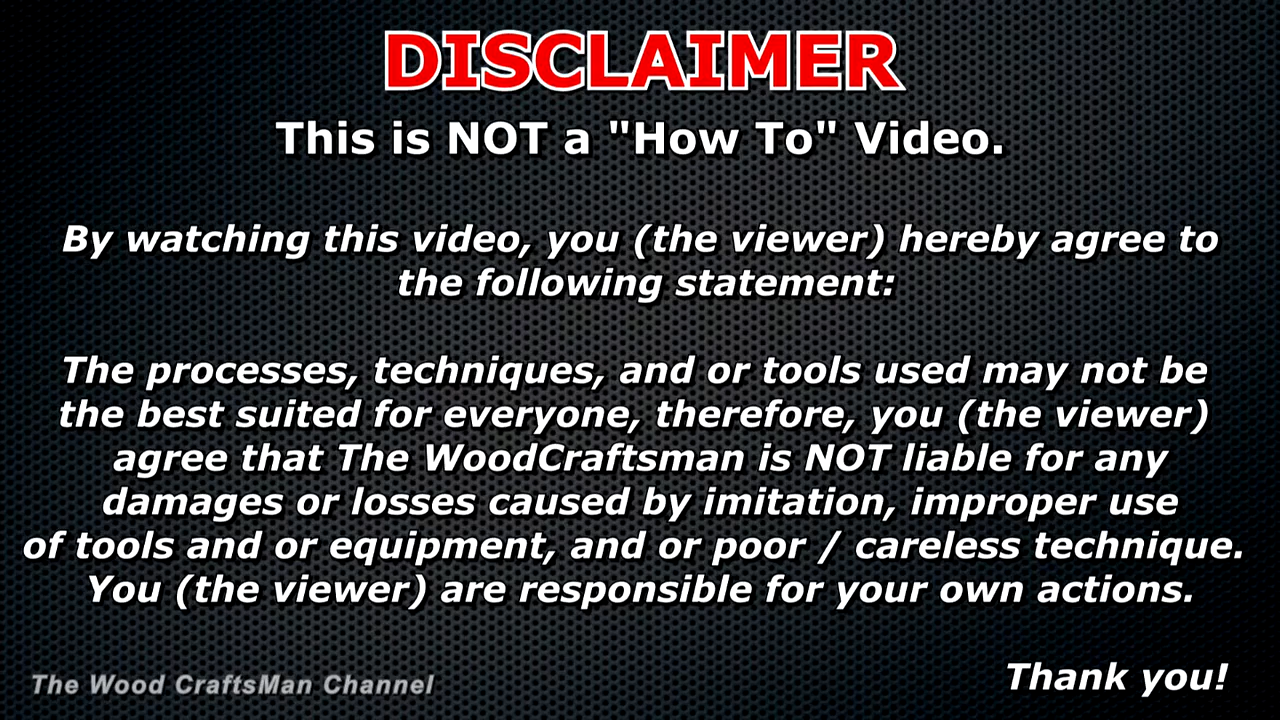 DISCLAIMER
This is NOT a "How To" Video.
By watching this video, you (the viewer) hereby agree to
the following statement:
The processes, techniques, and or tools used may not be
the best suited for everyone, therefore, you (the viewer)
agree that The WoodCraftsman is NOT liable for any
damages or losses caused by imitation, improper use
of tools and or equipment, and or poor / careless technique.
You (the viewer) are responsible for your own actions.
Thank you!
The Wood CraftsMan Channel